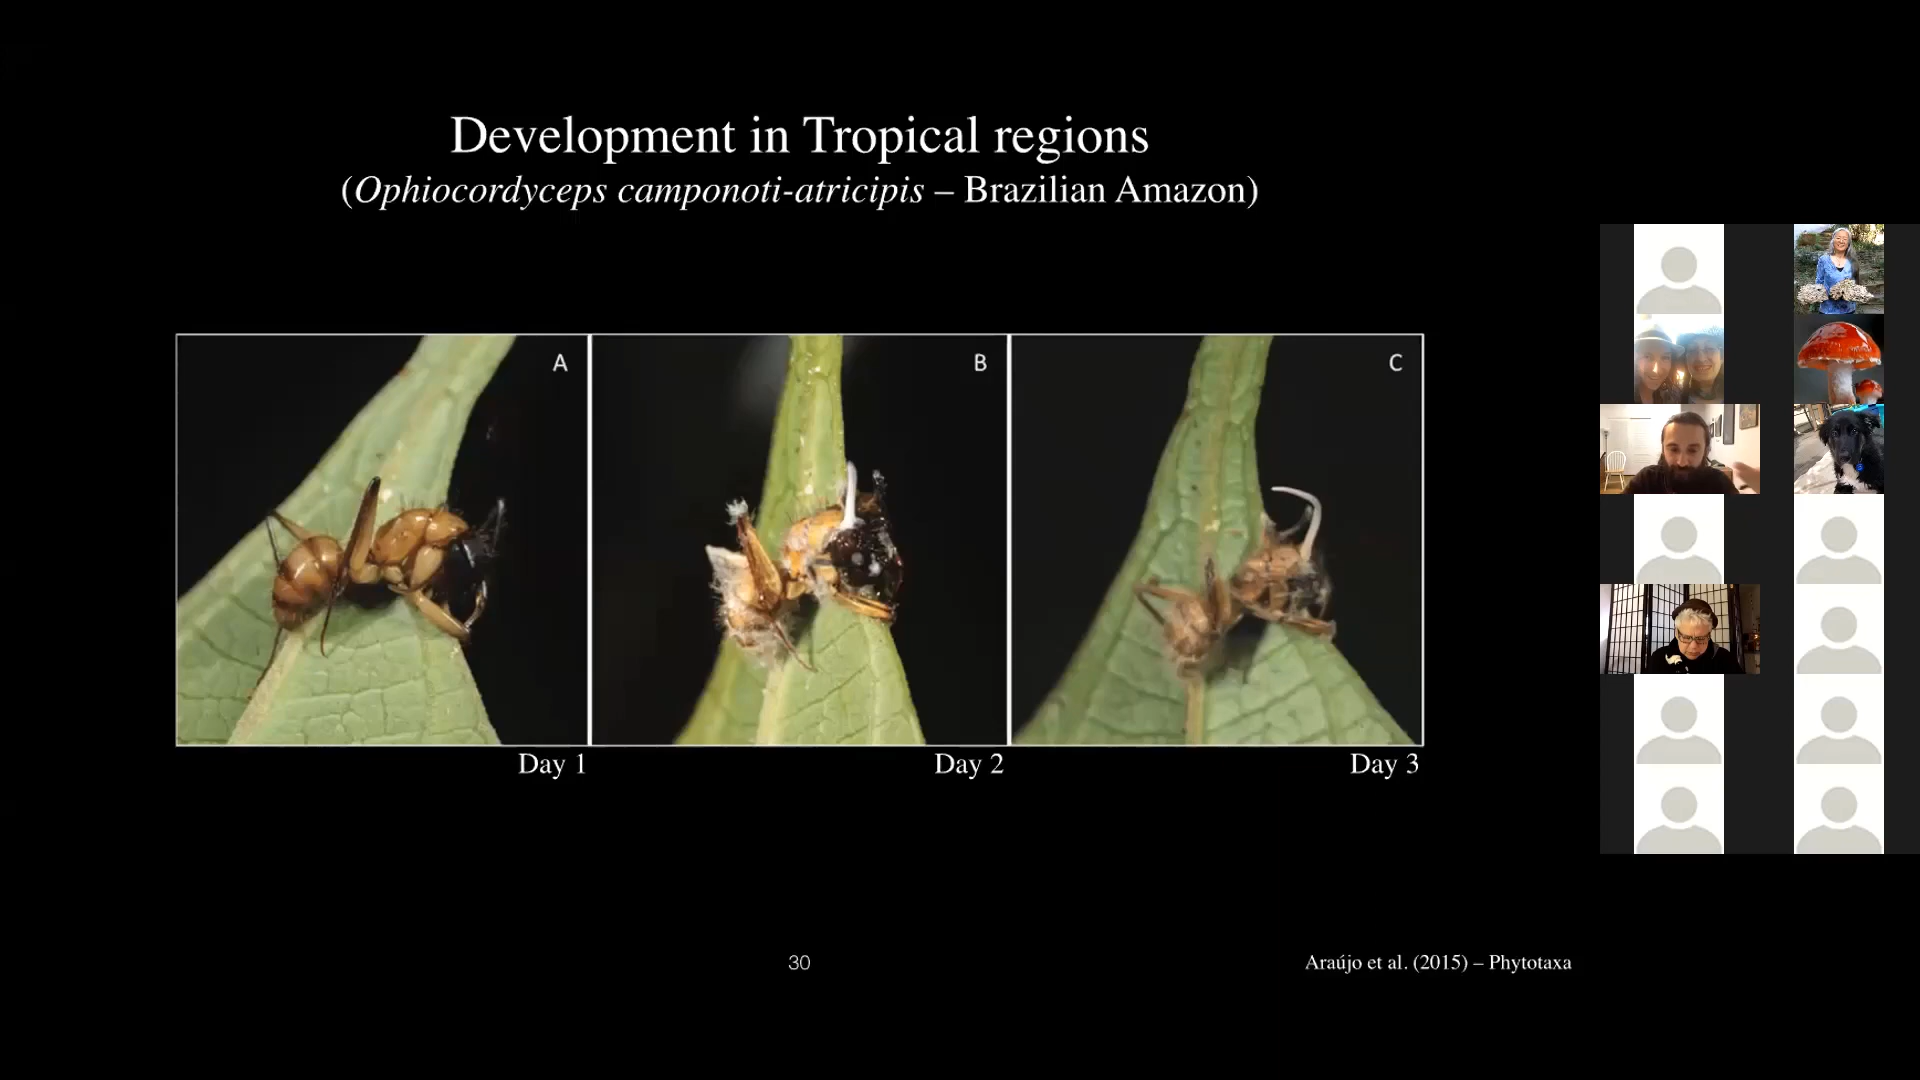 Development in Tropical regions
(Ophiocordyceps camponoti-atricipis – Brazilian Amazon)
A
B
C
Day 1
Day 2
Day 3
30
Araújo et al. (2015) – Phytotaxa